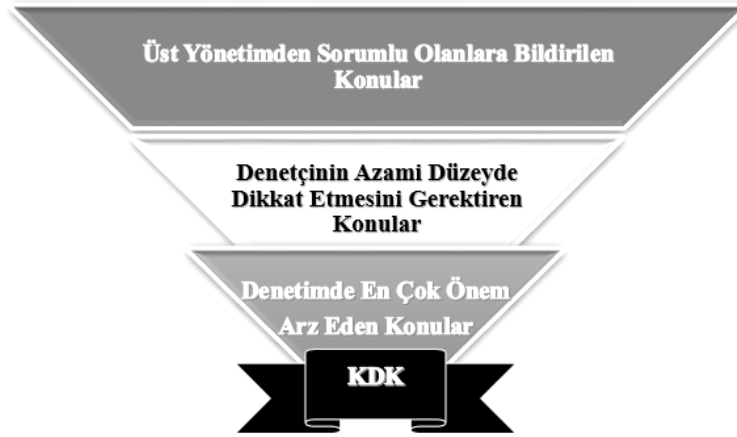 Üst Yönetimden Sorumlu Olanlara Bildirilen
Konular
Denetçinin Azami Düzeyde
Dikkat Etmesini Gerektiren
Konular
Denetimde En Çok Önem
Arz Eden Konular
KDK